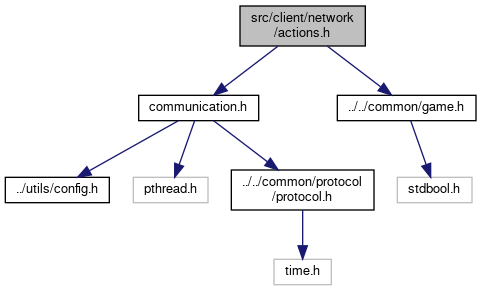 src/client/network
/actions.h
communication.h
../../common/game.h
../utils/config.h
pthread.h
../../common/protocol
/protocol.h
stdbool.h
time.h